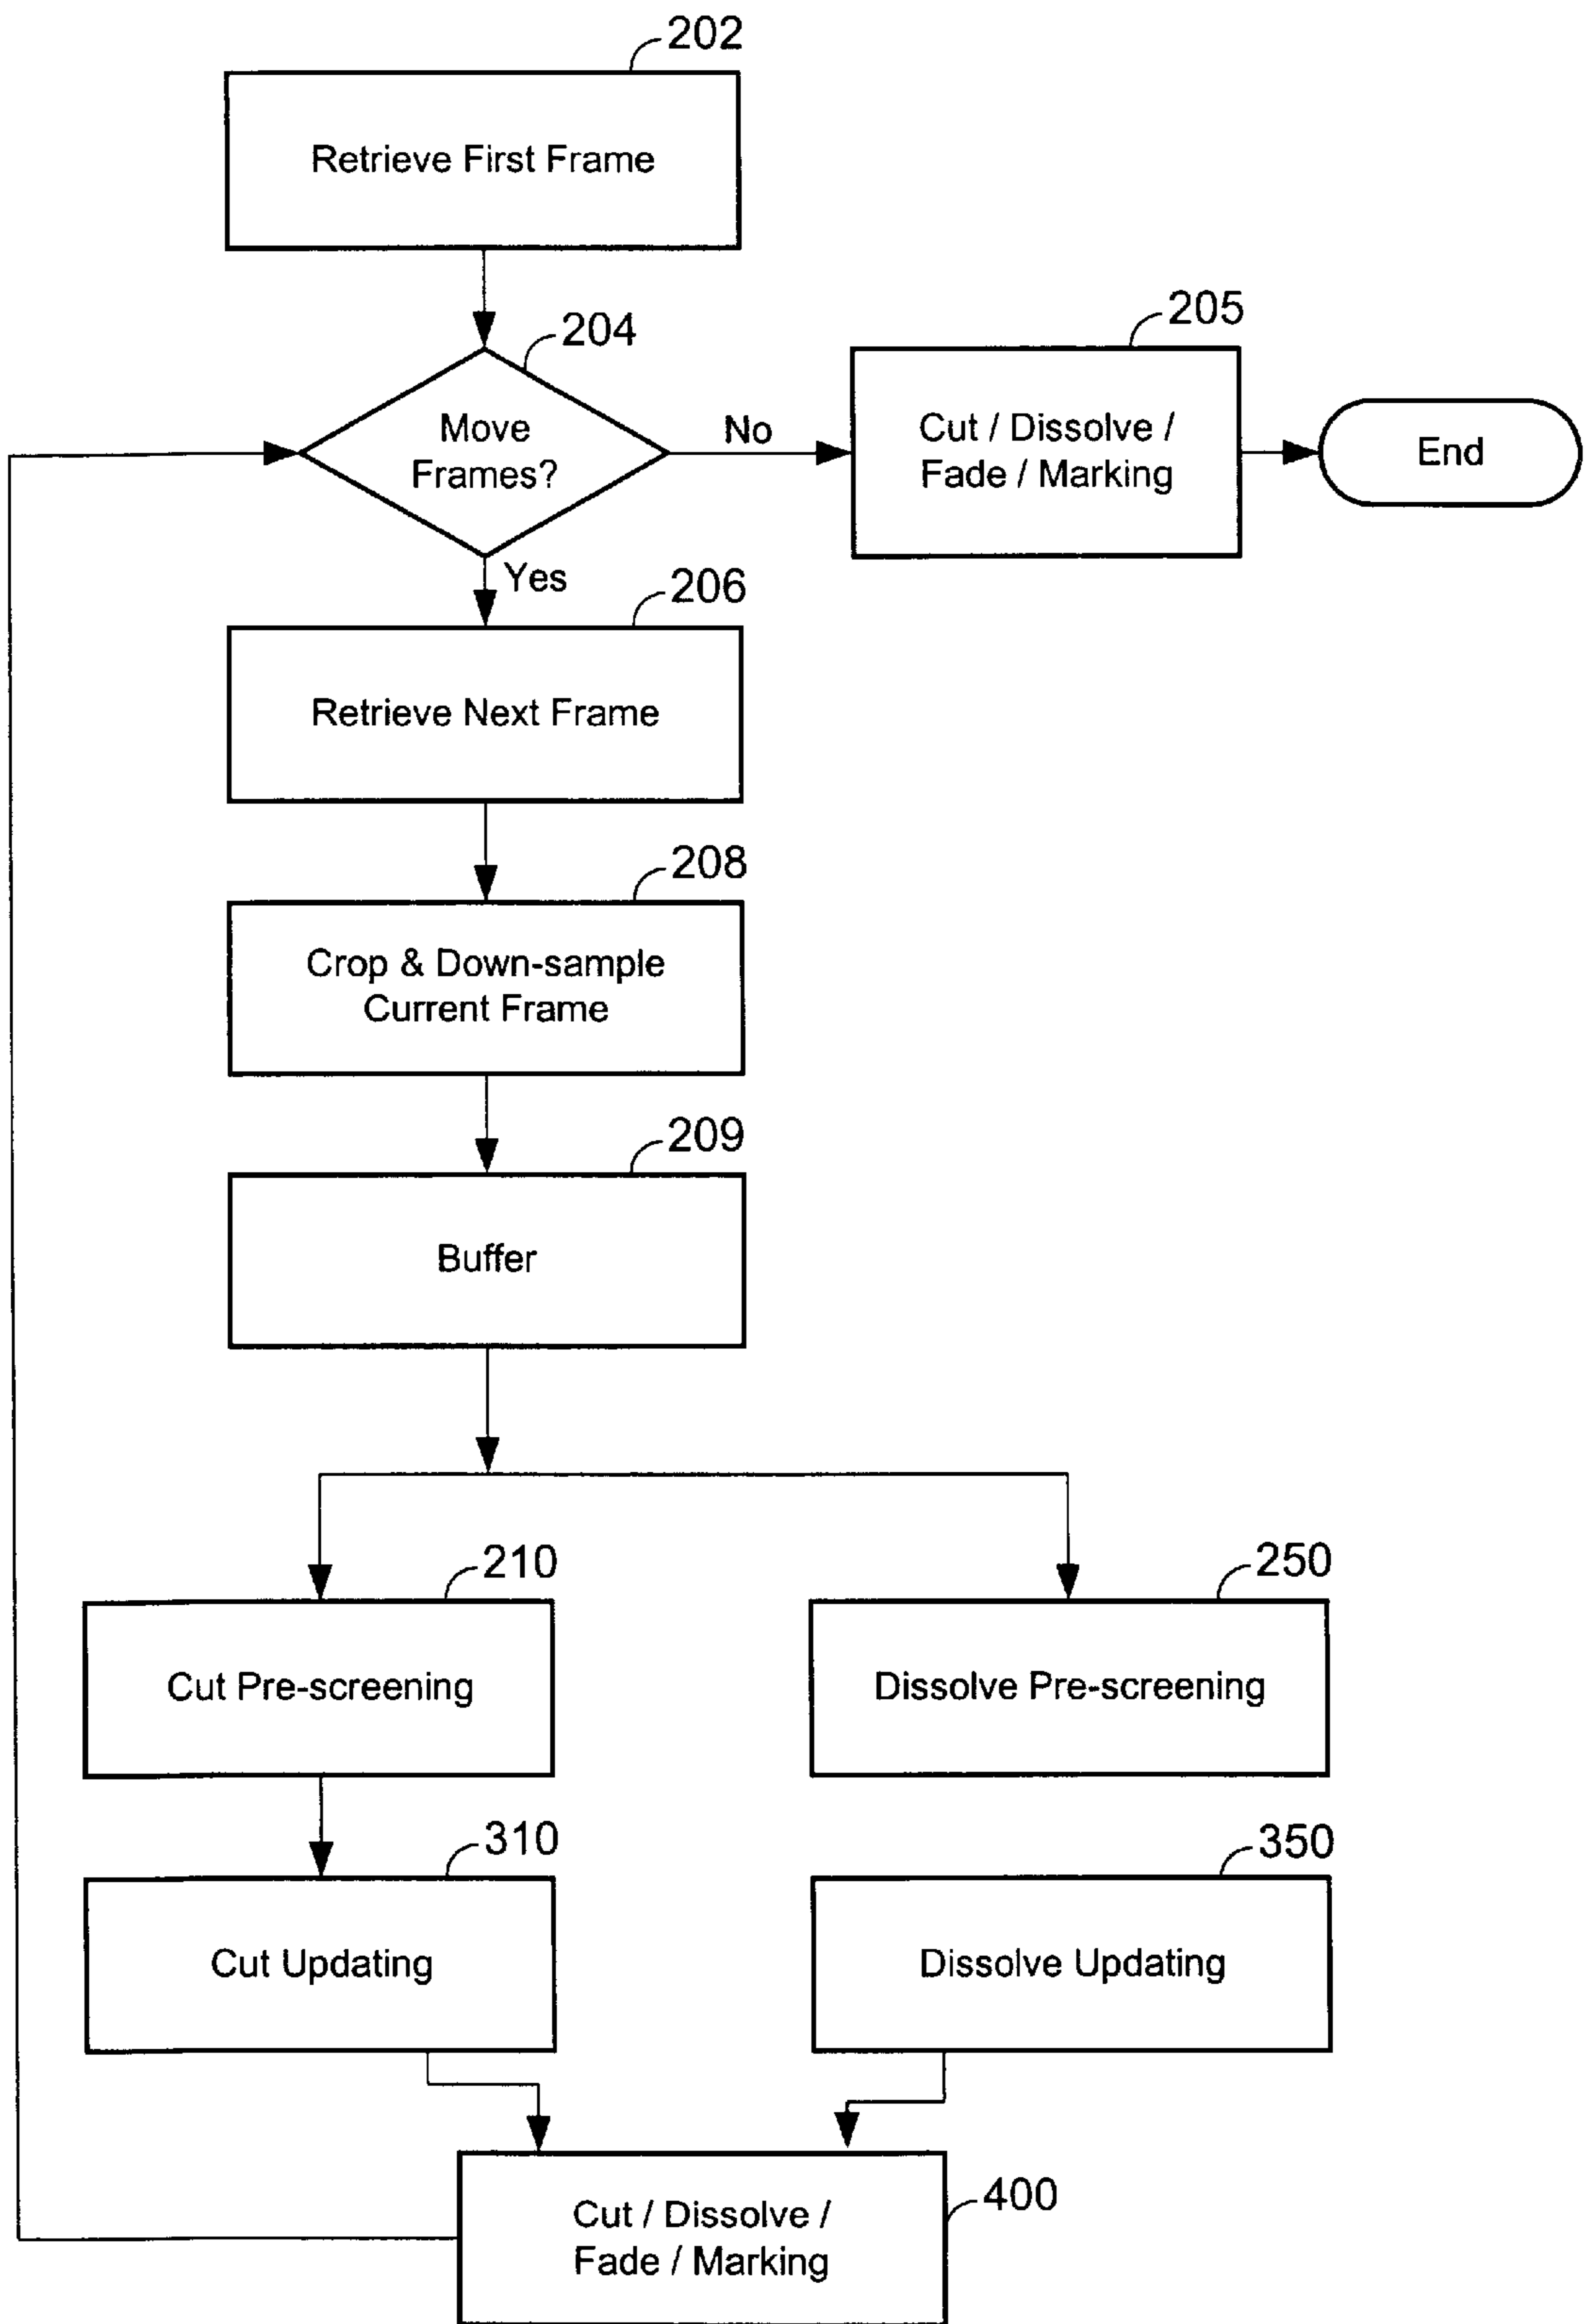 202
Retrieve First Frame
204
Move
Frames?
No
205
Cut / Dissolve /
Fade / Marking
End
Yes
206
Retrieve Next Frame
208
Crop & Down-sample
Current Frame
209
Buffer
210
Cut Pre-screening
250
Dissolve Pre-screening
310
Cut Updating
350
Dissolve Updating
400
Cut / Dissolve /
Fade / Marking